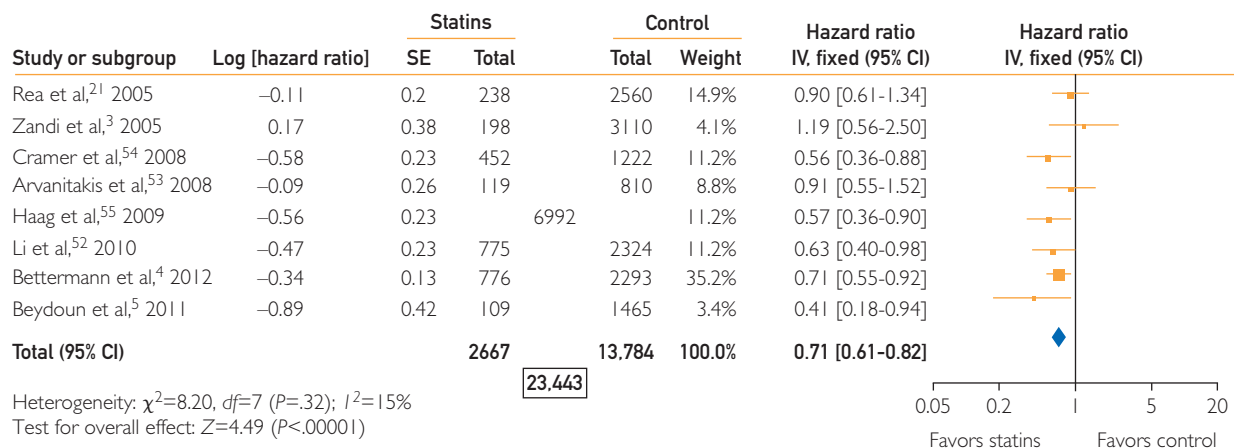 Statins Control Hazard ratio Hazard ratio
Study or subgroup Log [hazard ratio] SE Total Total Weight IV, fixed (95% CI) IV, fixed (95% CI)
Rea et al,21 2005 –0.11 0.2 238 2560 14.9% 0.90 [0.61-1.34]
Zandi et al,3 2005 0.17 0.38 198 3110 4.1% 1.19 [0.56-2.50]
Cramer et al,54 2008 –0.58 0.23 452 1222 11.2% 0.56 [0.36-0.88]
Arvanitakis et al,53 2008 –0.09 0.26 119 810 8.8% 0.91 [0.55-1.52]
Haag et al,55 2009 –0.56 0.23 6992 11.2% 0.57 [0.36-0.90]
Li et al,52 2010 –0.47 0.23 775 2324 11.2% 0.63 [0.40-0.98]
Bettermann et al,4 2012 –0.34 0.13 776 2293 35.2% 0.71 [0.55-0.92]
Beydoun et al,5 2011 –0.89 0.42 109 1465 3.4% 0.41 [0.18-0.94]
Total (95% CI) 2667 13,784 100.0% 0.71 [0.61-0.82]
23,443
Heterogeneity: χ2=8.20, df=7 (P=.32); I2=15%
Test for overall effect: Z=4.49 (P<.00001)
0.05 0.2 1 5 20
Favors statins Favors control